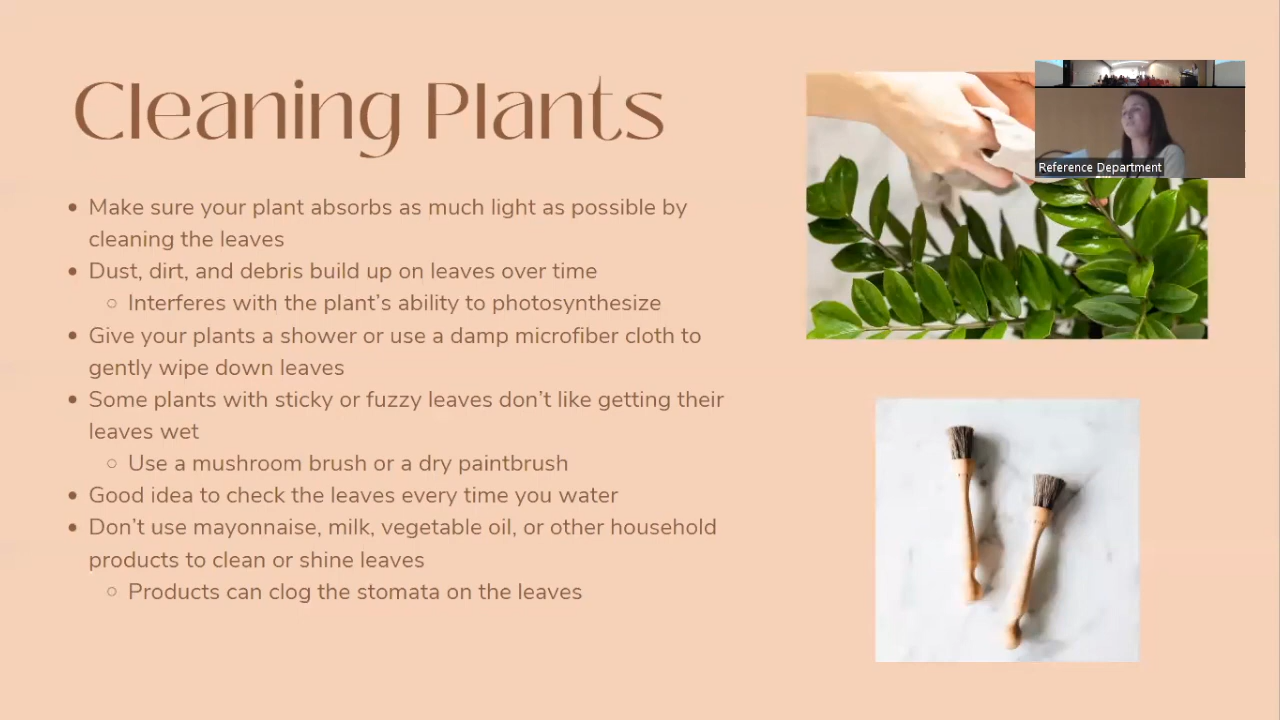 Cleaning Plants
Reference Department
• Make sure your plant absorbs as much light as possible by
cleaning the leaves
• Dust, dirt, and debris build up on leaves over time
○ Interferes with the plant’s ability to photosynthesize
• Give your plants a shower or use a damp microfiber cloth to
gently wipe down leaves
• Some plants with sticky or fuzzy leaves don’t like getting their
leaves wet
○ Use a mushroom brush or a dry paintbrush
• Good idea to check the leaves every time you water
• Don’t use mayonnaise, milk, vegetable oil, or other household
products to clean or shine leaves
○ Products can clog the stomata on the leaves